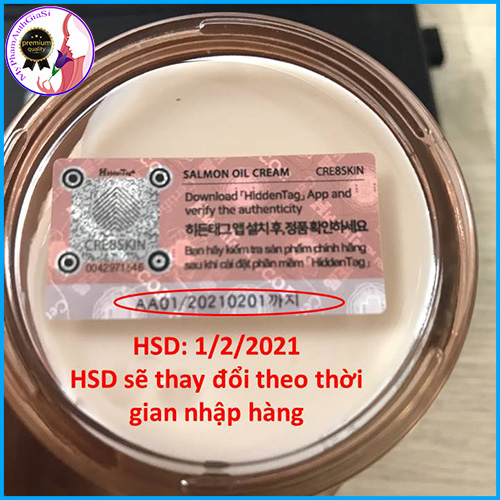 MỹPhẩmAnhGiaSỉ
premium
quality
HiddenTag
CRE8SKIN
0042971546
SALMON OIL CREAM CRE8SKIN
Download「HiddenTag」App and
verify the authenticity
히든태그 앱 설치 후, 정품 확인하세요
Bạn hãy kiểm tra sản phẩm chính hãng
sau khi cài đặt phần mềm「HiddenTag」
AA01/20210201까지
HSD: 1/2/2021
HSD sẽ thay đổi theo thời
gian nhập hàng